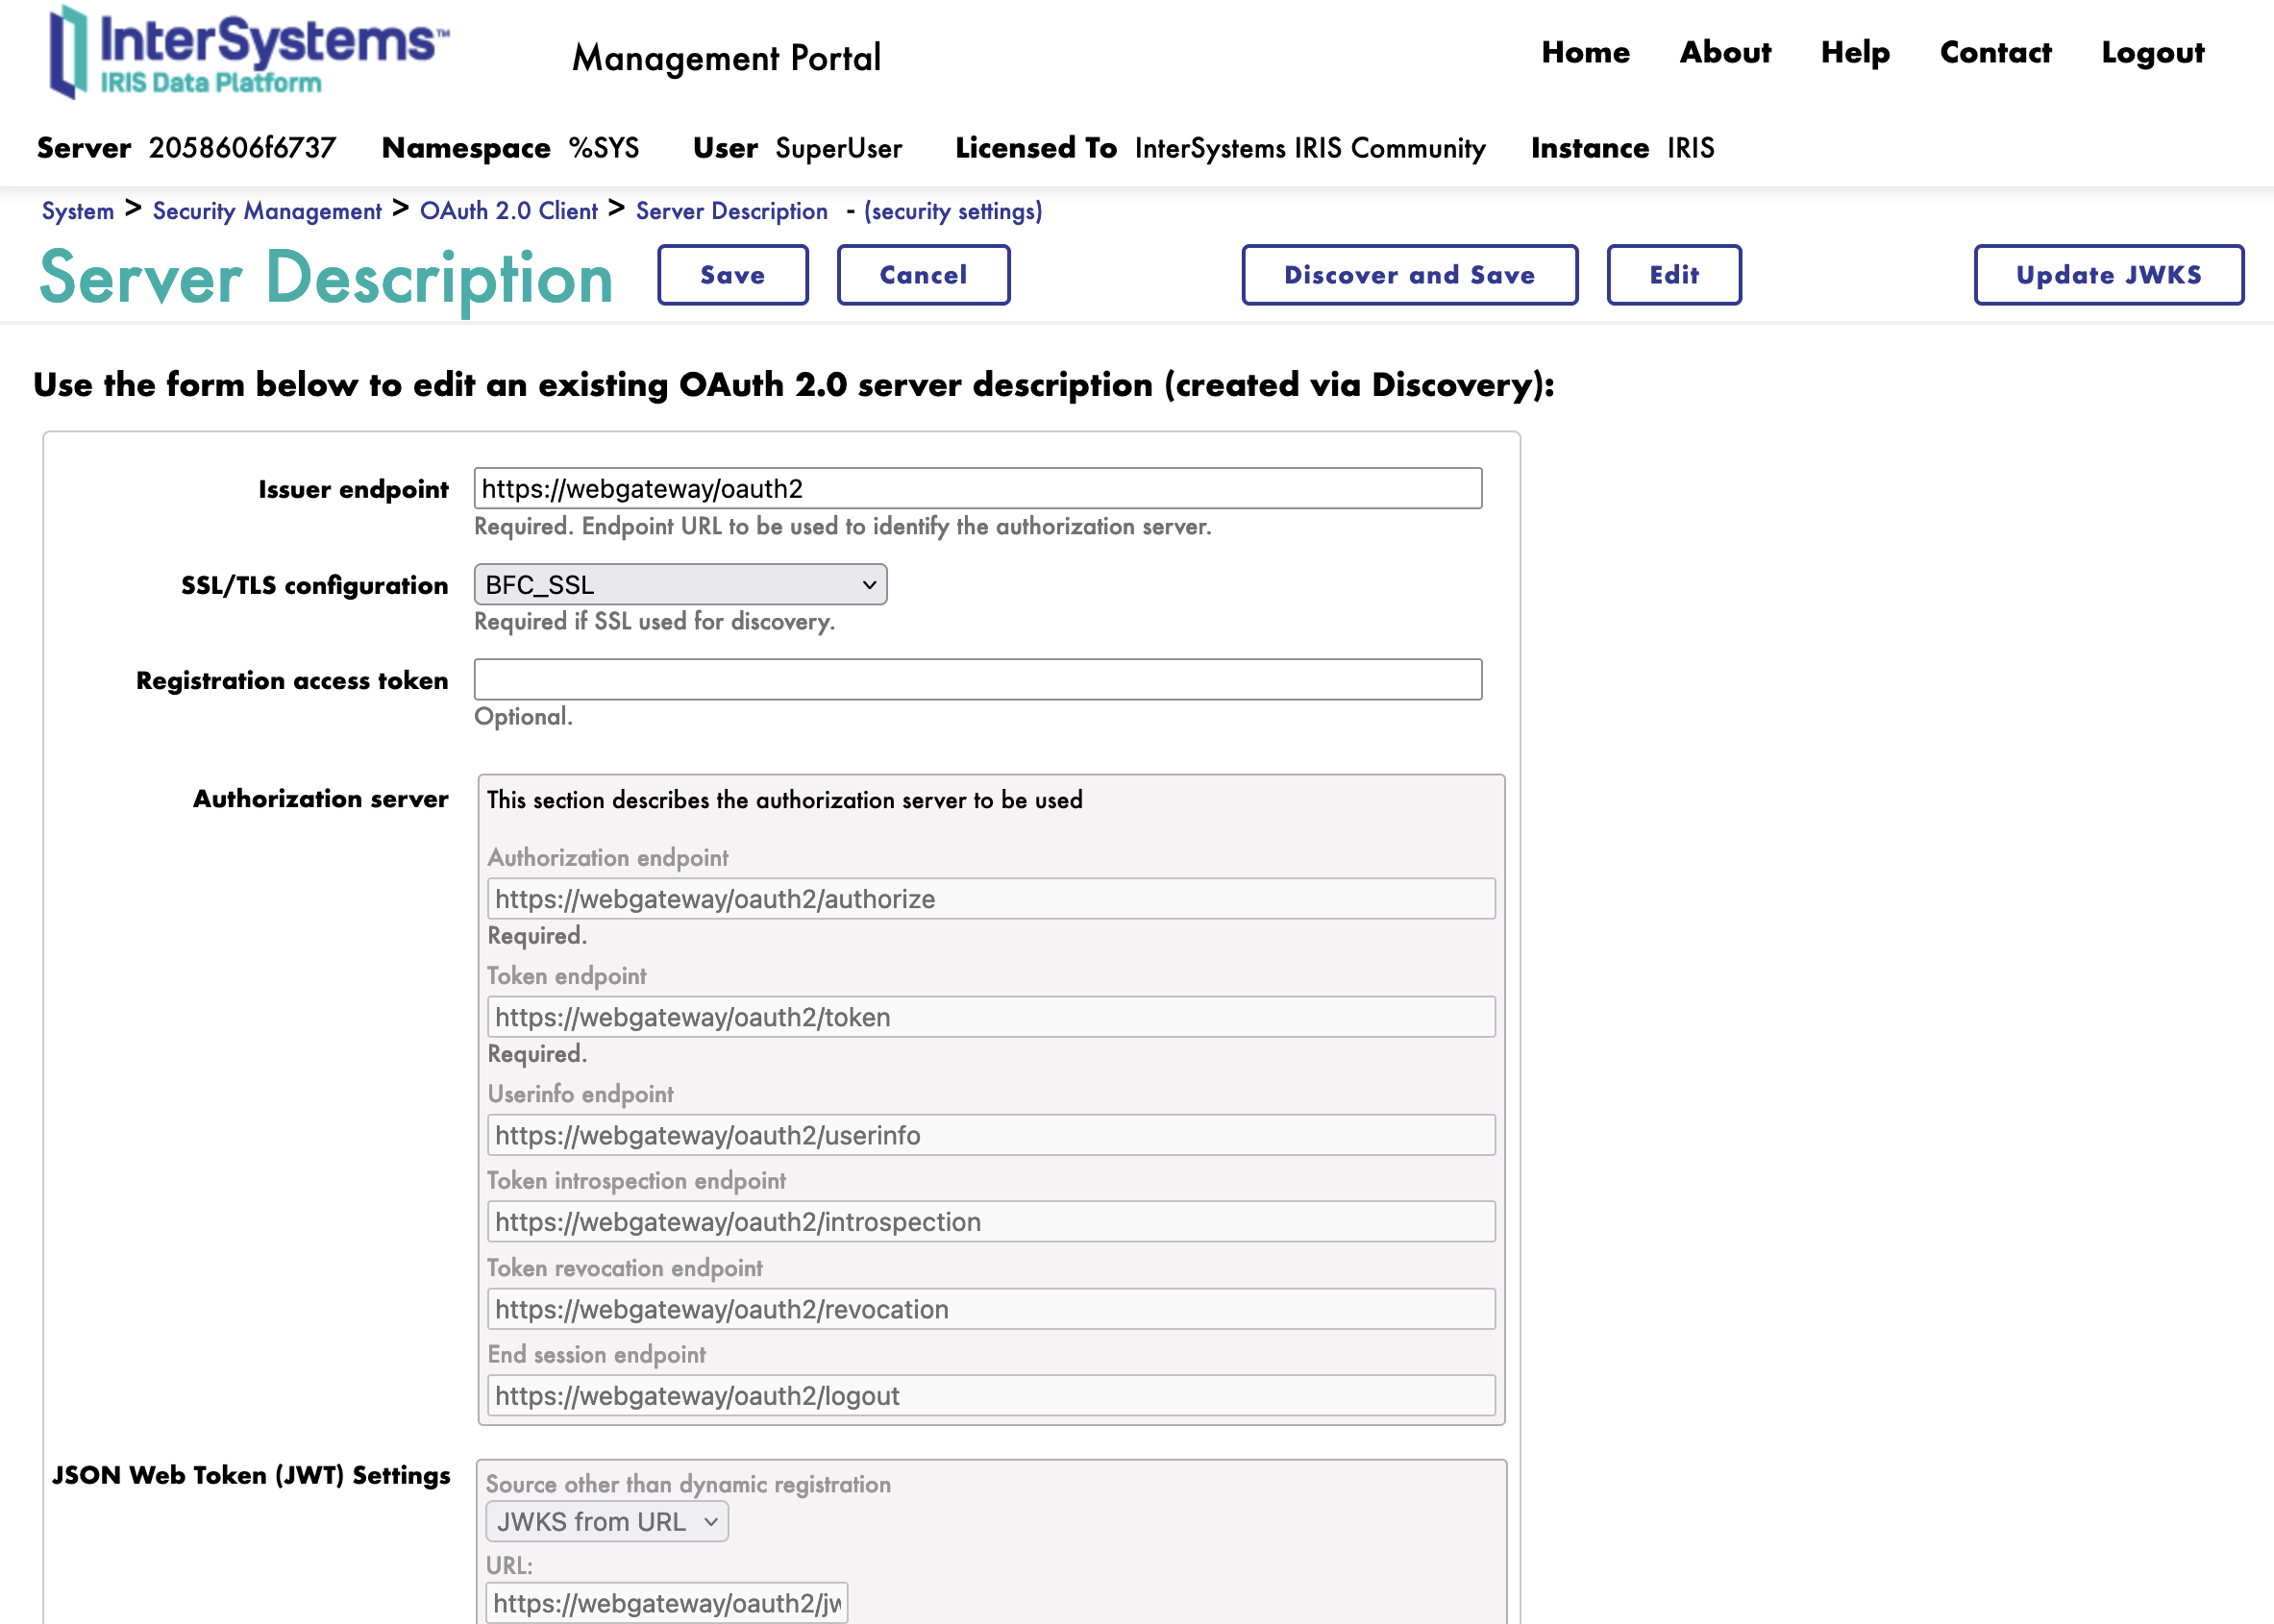 InterSystems™
IRIS Data Platform
Management Portal
Home About Help Contact Logout
Server 2058606f6737 Namespace %SYS User SuperUser Licensed To InterSystems IRIS Community Instance IRIS
System > Security Management > OAuth 2.0 Client > Server Description - (security settings)
Server Description Save Cancel Discover and Save Edit Update JWKS
Use the form below to edit an existing OAuth 2.0 server description (created via Discovery):
Issuer endpoint https://webgateway/oauth2
Required. Endpoint URL to be used to identify the authorization server.
SSL/TLS configuration BFC_SSL
Required if SSL used for discovery.
Registration access token
Optional.
Authorization server This section describes the authorization server to be used
Authorization endpoint
https://webgateway/oauth2/authorize
Required.
Token endpoint
https://webgateway/oauth2/token
Required.
Userinfo endpoint
https://webgateway/oauth2/userinfo
Token introspection endpoint
https://webgateway/oauth2/introspection
Token revocation endpoint
https://webgateway/oauth2/revocation
End session endpoint
https://webgateway/oauth2/logout
JSON Web Token (JWT) Settings Source other than dynamic registration
JWKS from URL
URL:
https://webgateway/oauth2/jw